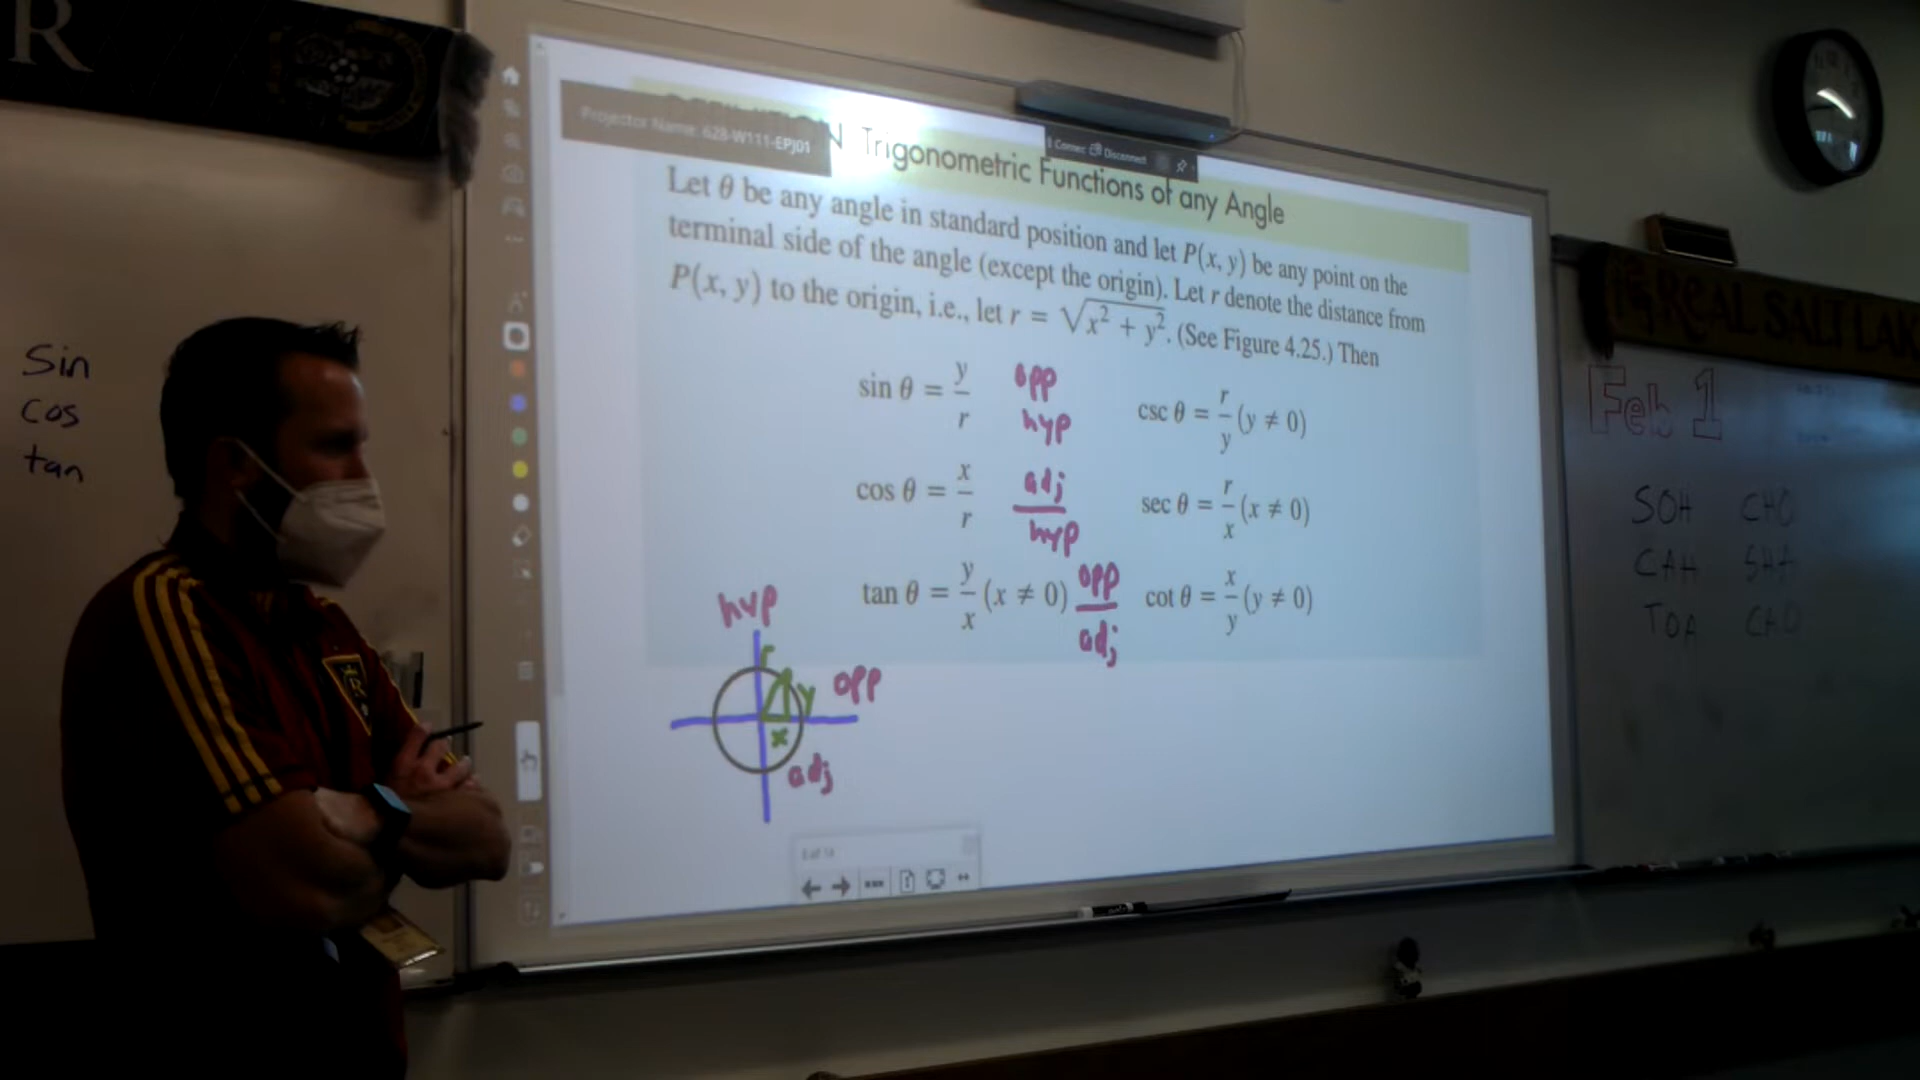 R
Sin
cos
tan
Projector Name: 628-W111-EPJ01
Disconnect
N Trigonometric Functions of any Angle
Let θ be any angle in standard position and let P(x, y) be any point on the
terminal side of the angle (except the origin). Let r denote the distance from
P(x, y) to the origin, i.e., let r = √x² + y². (See Figure 4.25.) Then
sin θ = y/r opp hyp csc θ = r/y (y ≠ 0)
cos θ = x/r adj/hyp sec θ = r/x (x ≠ 0)
tan θ = y/x (x ≠ 0) opp/adj cot θ = x/y (y ≠ 0)
hyp
r
y opp
x
adj
REAL SALT LAK
Feb 1
SOH CHO
CAH SHA
TOA CAO